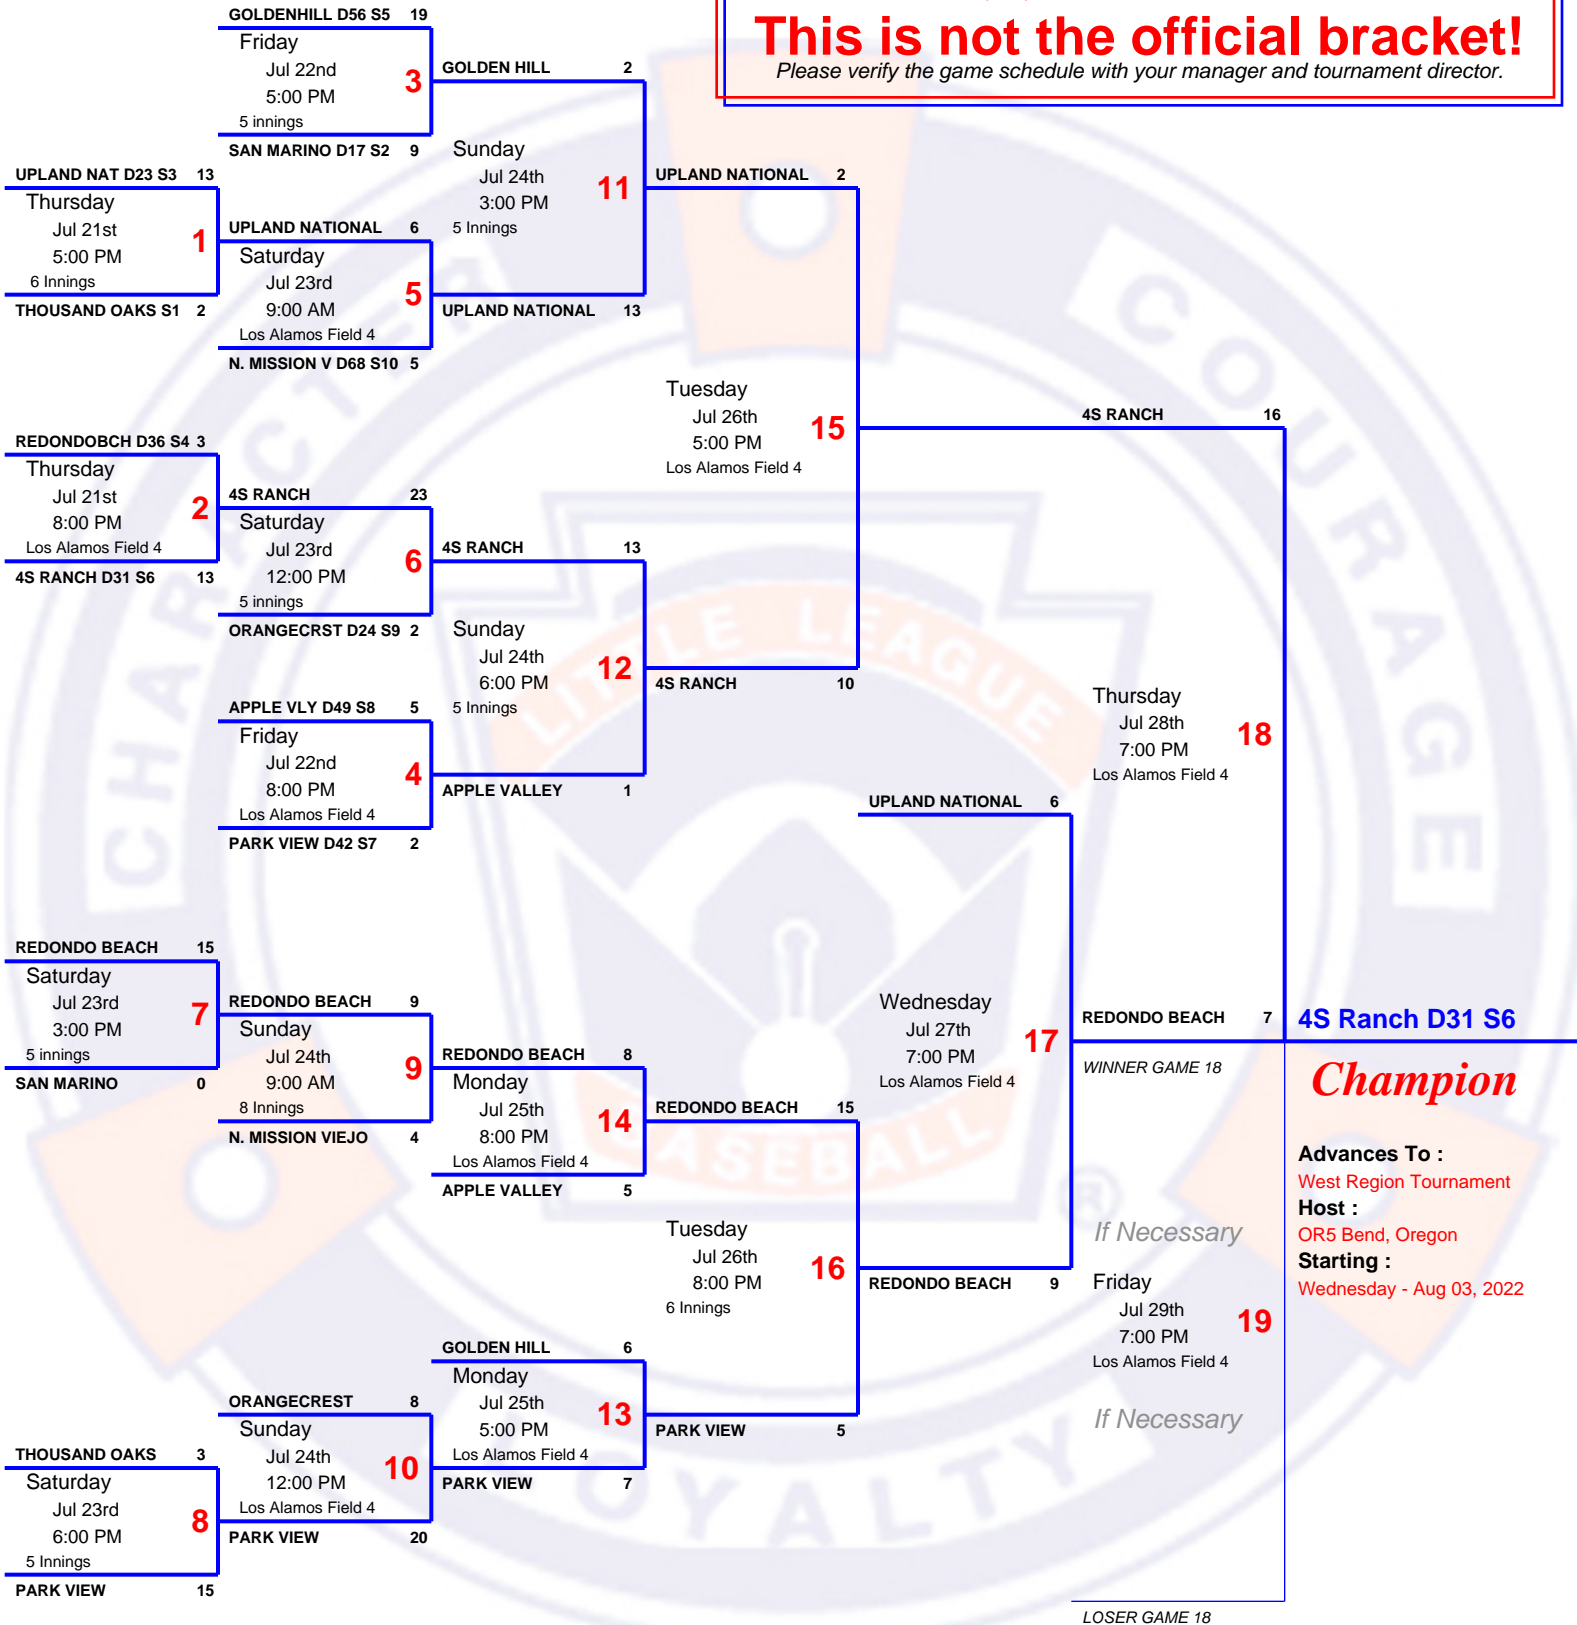 This is not the official bracket!
Please verify the game schedule with your manager and tournament director.
GOLDENHILL D56 S5 19
Friday
Jul 22nd
5:00 PM
5 innings
3
SAN MARINO D17 S2 9
UPLAND NAT D23 S3 13
Thursday
Jul 21st
5:00 PM
6 Innings
1
THOUSAND OAKS S1 2
UPLAND NATIONAL 6
Saturday
Jul 23rd
9:00 AM
Los Alamos Field 4
5
N. MISSION V D68 S10 5
GOLDEN HILL 2
Sunday
Jul 24th
3:00 PM
5 Innings
11
UPLAND NATIONAL 13
REDONDOBCH D36 S4 3
Thursday
Jul 21st
8:00 PM
Los Alamos Field 4
2
4S RANCH D31 S6 13
4S RANCH 23
Saturday
Jul 23rd
12:00 PM
5 innings
6
ORANGECRST D24 S9 2
APPLE VLY D49 S8 5
Friday
Jul 22nd
8:00 PM
Los Alamos Field 4
4
PARK VIEW D42 S7 2
4S RANCH 13
Sunday
Jul 24th
6:00 PM
5 Innings
12
APPLE VALLEY 1
UPLAND NATIONAL 2
Tuesday
Jul 26th
5:00 PM
Los Alamos Field 4
15
4S RANCH 10
4S RANCH 16
Thursday
Jul 28th
7:00 PM
Los Alamos Field 4
18
REDONDO BEACH 7
WINNER GAME 18
REDONDO BEACH 15
Saturday
Jul 23rd
3:00 PM
5 innings
7
SAN MARINO 0
REDONDO BEACH 9
Sunday
Jul 24th
9:00 AM
8 Innings
9
N. MISSION VIEJO 4
REDONDO BEACH 8
Monday
Jul 25th
8:00 PM
Los Alamos Field 4
14
APPLE VALLEY 5
THOUSAND OAKS 3
Saturday
Jul 23rd
6:00 PM
5 Innings
8
PARK VIEW 15
ORANGECREST 8
Sunday
Jul 24th
12:00 PM
Los Alamos Field 4
10
PARK VIEW 20
GOLDEN HILL 6
Monday
Jul 25th
5:00 PM
Los Alamos Field 4
13
PARK VIEW 7
REDONDO BEACH 15
Tuesday
Jul 26th
8:00 PM
6 Innings
16
PARK VIEW 5
UPLAND NATIONAL 6
Wednesday
Jul 27th
7:00 PM
Los Alamos Field 4
17
REDONDO BEACH 9
If Necessary
Friday
Jul 29th
7:00 PM
Los Alamos Field 4
19
If Necessary
LOSER GAME 18
4S Ranch D31 S6
Champion
Advances To :
West Region Tournament
Host :
OR5 Bend, Oregon
Starting :
Wednesday - Aug 03, 2022
CHARACTER
COURAGE
LOYALTY
LITTLE LEAGUE
BASEBALL
®